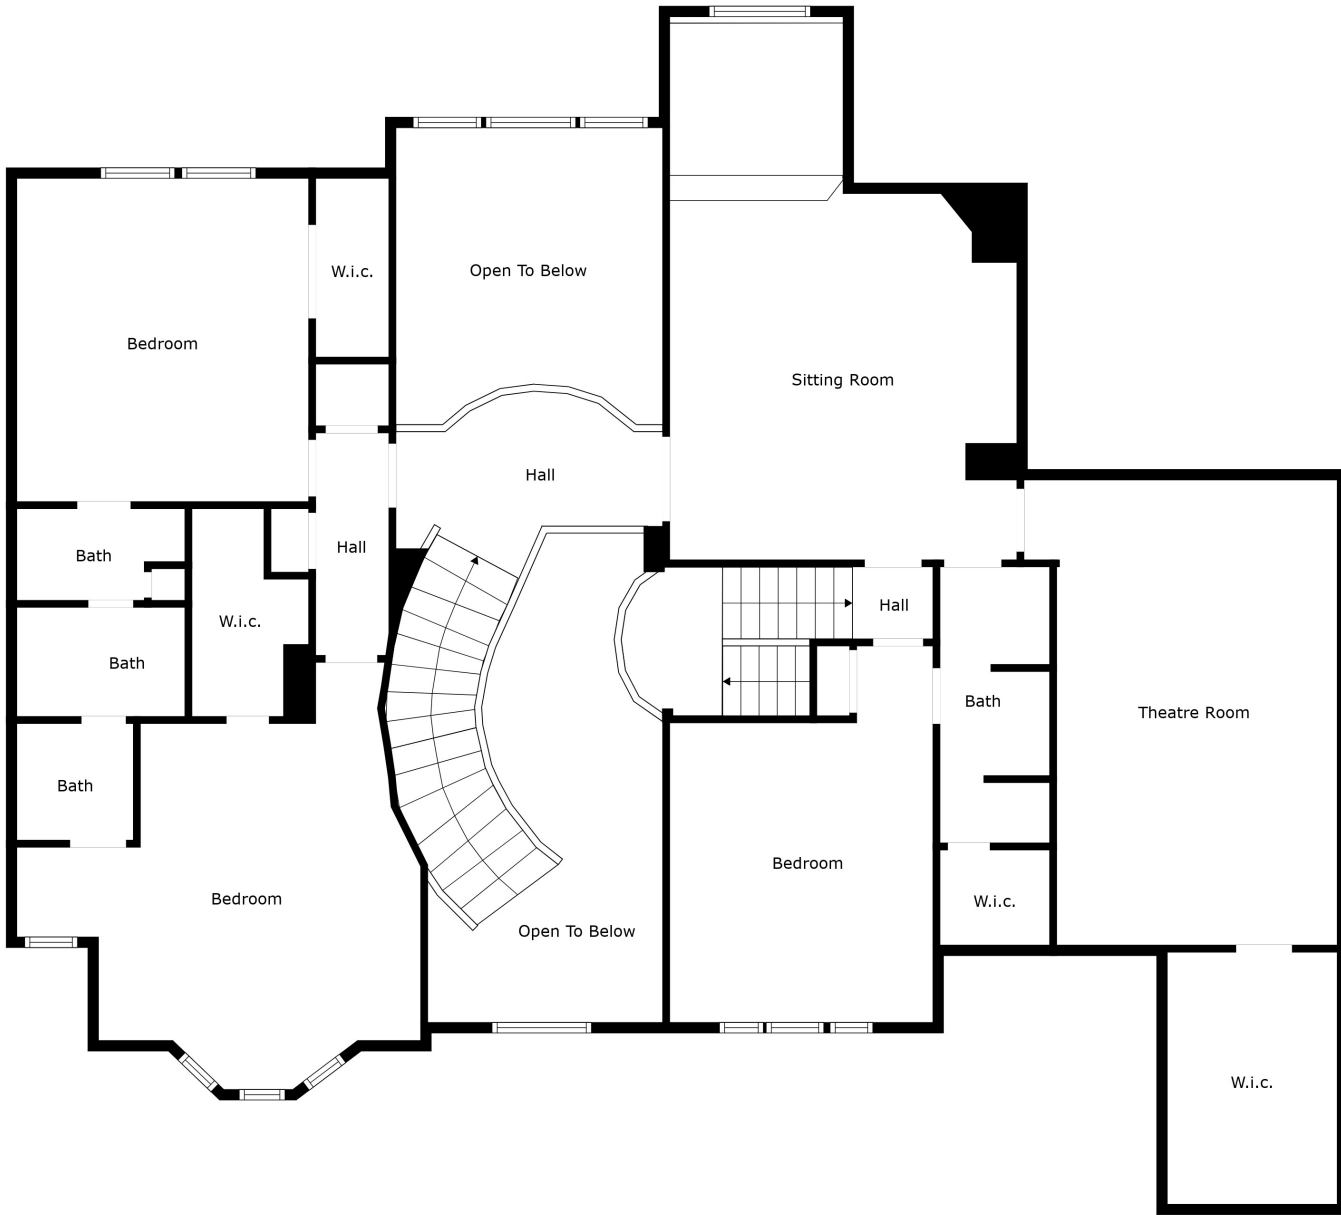 W.i.c.
Open To Below
Bedroom
Sitting Room
Hall
Hall
Bath
Hall
W.i.c.
Bath
Bath
Theatre Room
Bath
Bedroom
Bedroom
W.i.c.
Open To Below
W.i.c.